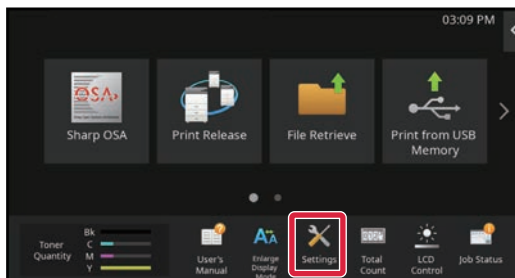 03:09 PM
OSA
Sharp OSA
Print Release
File Retrieve
Print from USB
Memory
Toner
Quantity
Bk
C
M
Y
User's
Manual
Enlarge
Display
Mode
Settings
Total
Count
LCD
Control
Job Status